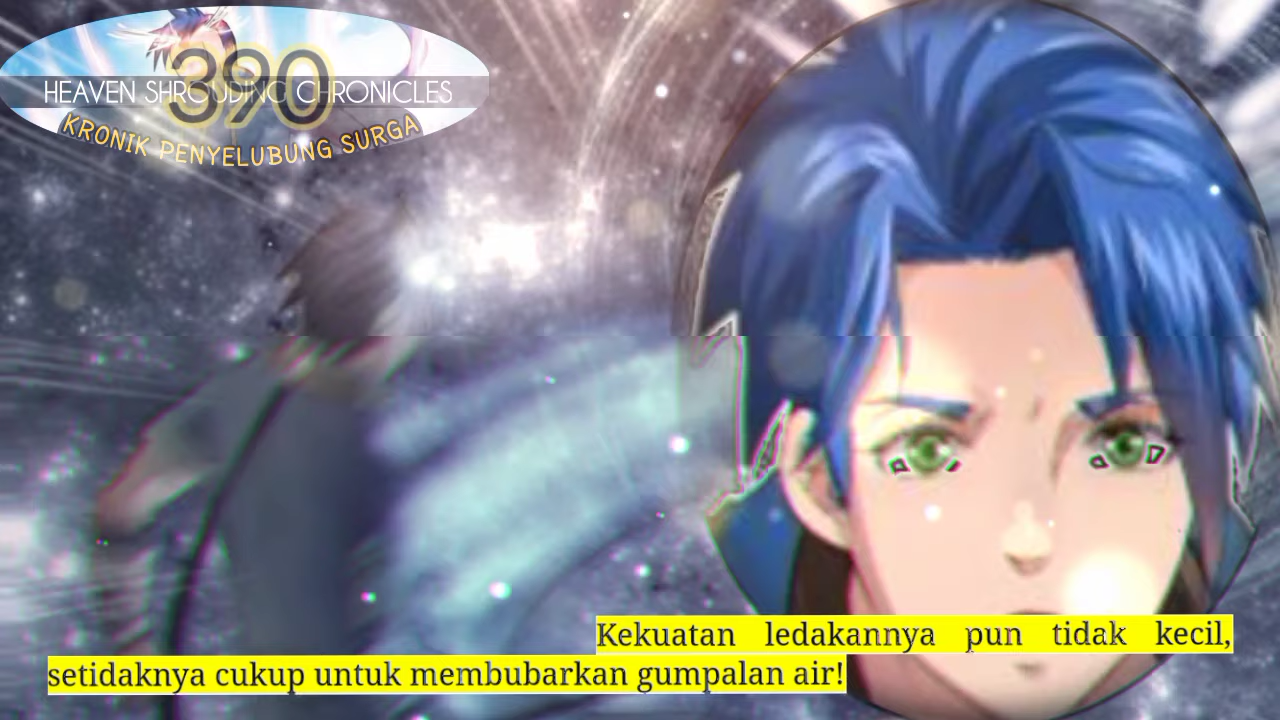 390
HEAVEN SHROUDING CHRONICLES
KRONIK PENYELUBUNG SURGA
Kekuatan ledakannya pun tidak kecil,
setidaknya cukup untuk membubarkan gumpalan air!